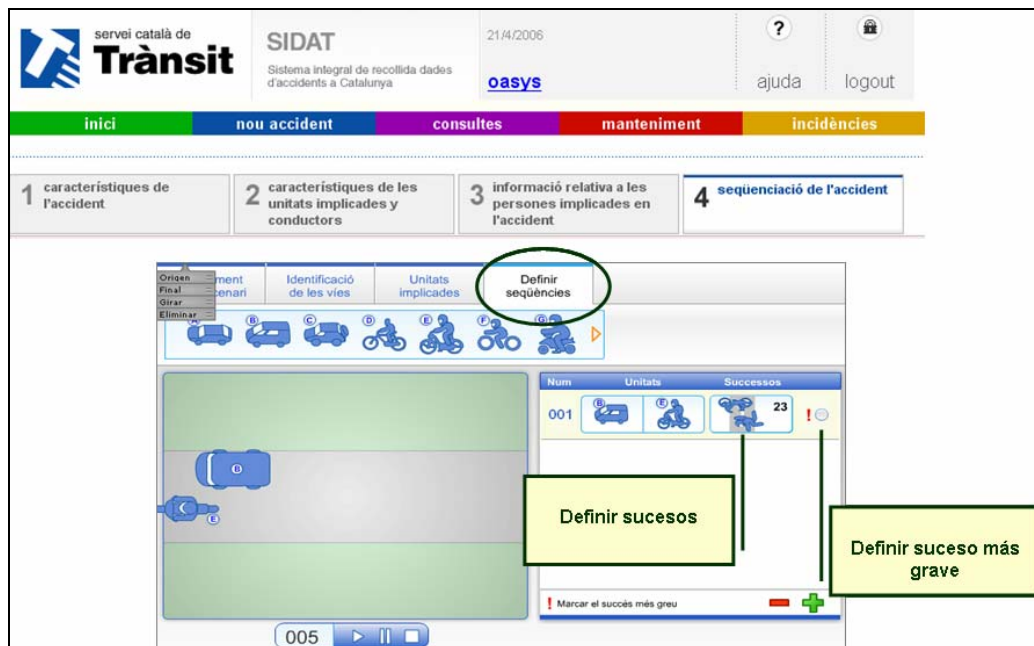 servei català de
Trànsit
SIDAT
Sistema integral de recollida dades
d'accidents a Catalunya
21/4/2006
oasys
?
ajuda
logout
inici
nou accident
consultes
manteniment
incidències
1 característiques de
l'accident
2 característiques de les
unitats implicades y
conductors
3 informació relativa a les
persones implicades en
l'accident
4 seqüenciació de l'accident
Origen
Final
Girar
Eliminar
ment
cenari
Identificació
de les víes
Unitats
implicades
Definir
seqüències
B C D E F G
Num Unitats Successos
001 B E 23 !
B
E
Definir sucesos
Definir suceso más
grave
! Marcar el succés més greu
005